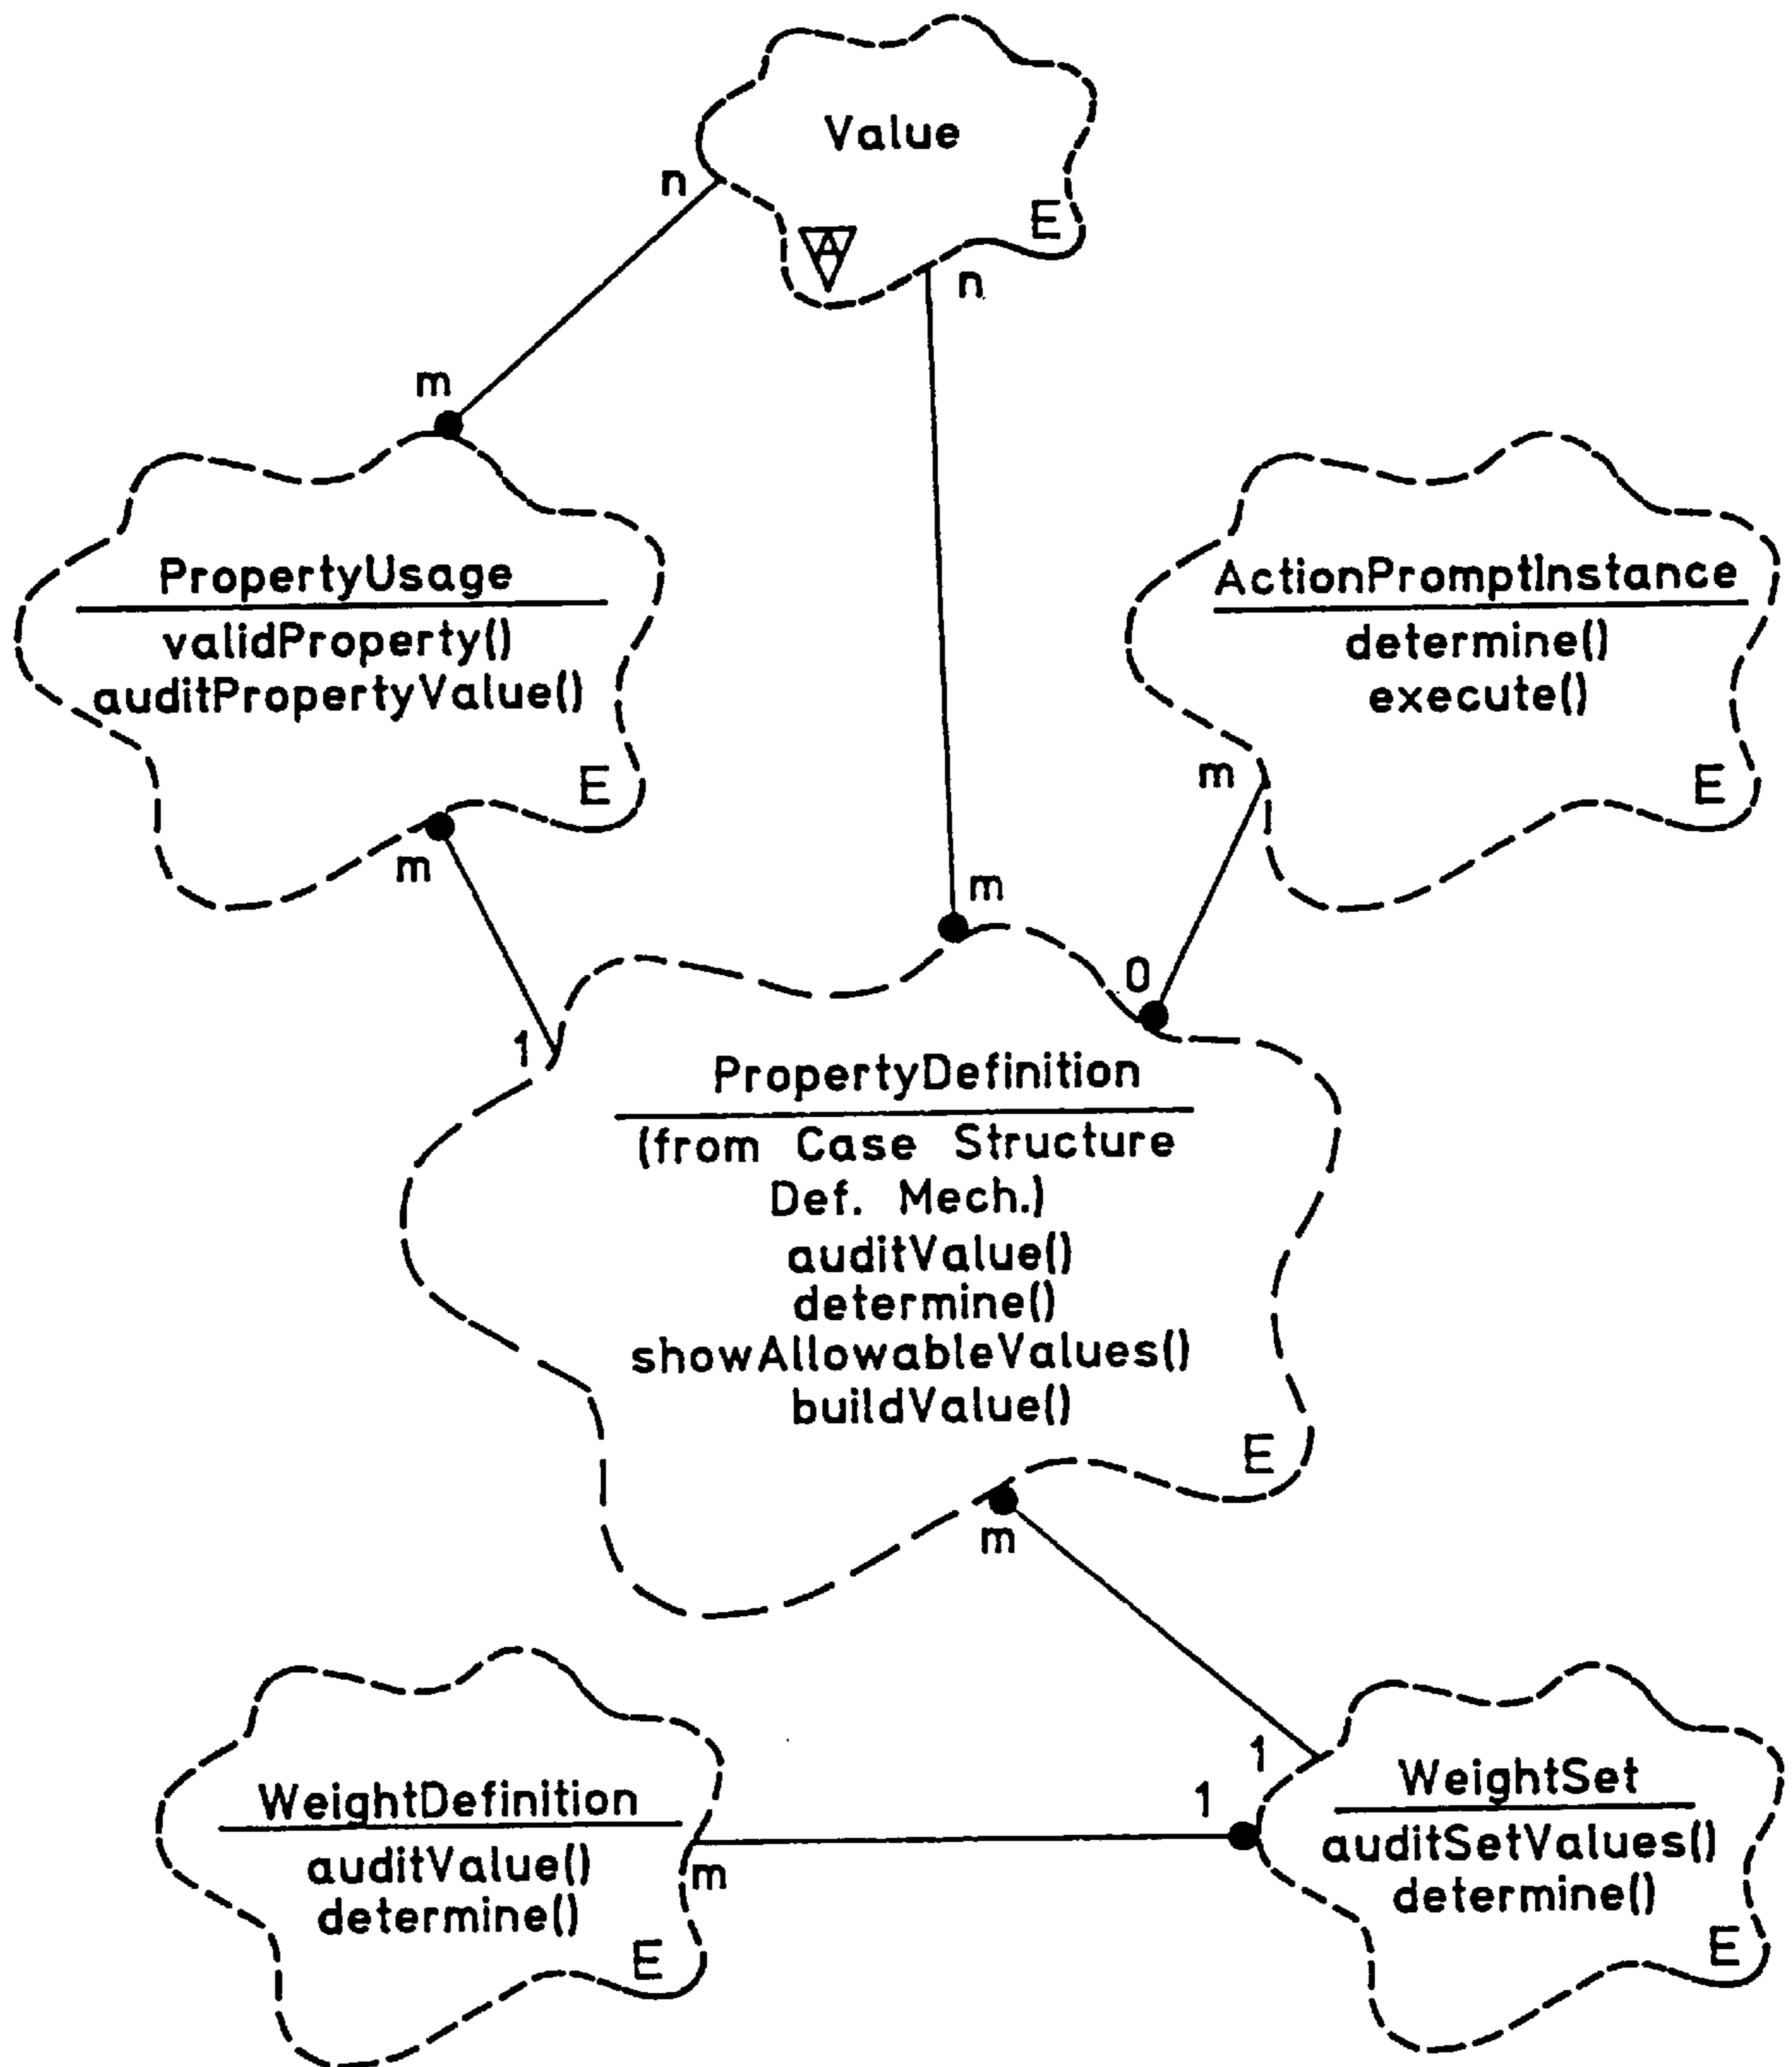 Value
n
E
A
n
m
PropertyUsage
validProperty()
auditPropertyValue()
E
m
ActionPromptInstance
determine()
execute()
m
E
m
0
1
PropertyDefinition
(from Case Structure
Def. Mech.)
auditValue()
determine()
showAllowableValues()
buildValue()
E
m
WeightDefinition
auditValue()
determine()
E
m
1
1
WeightSet
auditSetValues()
determine()
E